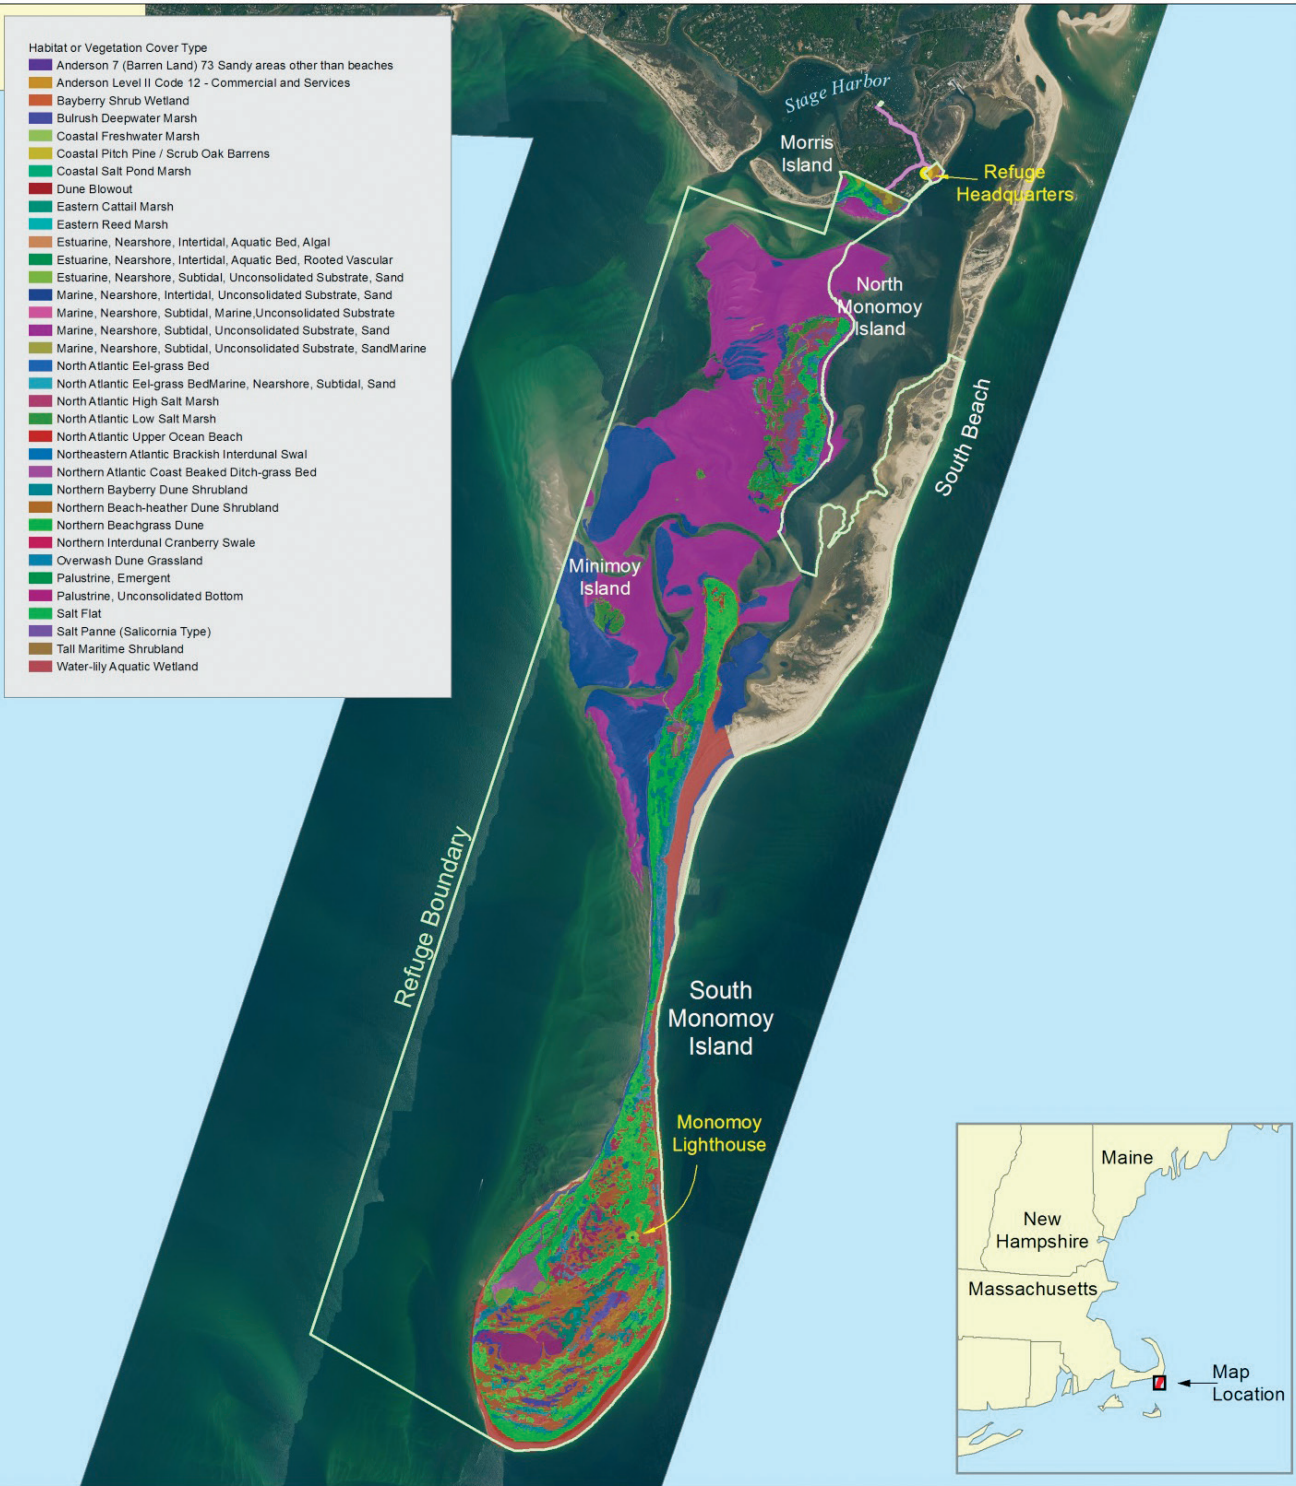 Habitat or Vegetation Cover Type
Anderson 7 (Barren Land) 73 Sandy areas other than beaches
Anderson Level II Code 12 - Commercial and Services
Bayberry Shrub Wetland
Bulrush Deepwater Marsh
Coastal Freshwater Marsh
Coastal Pitch Pine / Scrub Oak Barrens
Coastal Salt Pond Marsh
Dune Blowout
Eastern Cattail Marsh
Eastern Reed Marsh
Estuarine, Nearshore, Intertidal, Aquatic Bed, Algal
Estuarine, Nearshore, Intertidal, Aquatic Bed, Rooted Vascular
Estuarine, Nearshore, Subtidal, Unconsolidated Substrate, Sand
Marine, Nearshore, Intertidal, Unconsolidated Substrate, Sand
Marine, Nearshore, Subtidal, Marine,Unconsolidated Substrate
Marine, Nearshore, Subtidal, Unconsolidated Substrate, Sand
Marine, Nearshore, Subtidal, Unconsolidated Substrate, SandMarine
North Atlantic Eel-grass Bed
North Atlantic Eel-grass BedMarine, Nearshore, Subtidal, Sand
North Atlantic High Salt Marsh
North Atlantic Low Salt Marsh
North Atlantic Upper Ocean Beach
Northeastern Atlantic Brackish Interdunal Swal
Northern Atlantic Coast Beaked Ditch-grass Bed
Northern Bayberry Dune Shrubland
Northern Beach-heather Dune Shrubland
Northern Beachgrass Dune
Northern Interdunal Cranberry Swale
Overwash Dune Grassland
Palustrine, Emergent
Palustrine, Unconsolidated Bottom
Salt Flat
Salt Panne (Salicornia Type)
Tall Maritime Shrubland
Water-lily Aquatic Wetland
Stage Harbor
Morris
Island
Refuge
Headquarters
North
Monomoy
Island
South Beach
Minimoy
Island
Refuge Boundary
South
Monomoy
Island
Monomoy
Lighthouse
Maine
New
Hampshire
Massachusetts
Map
Location